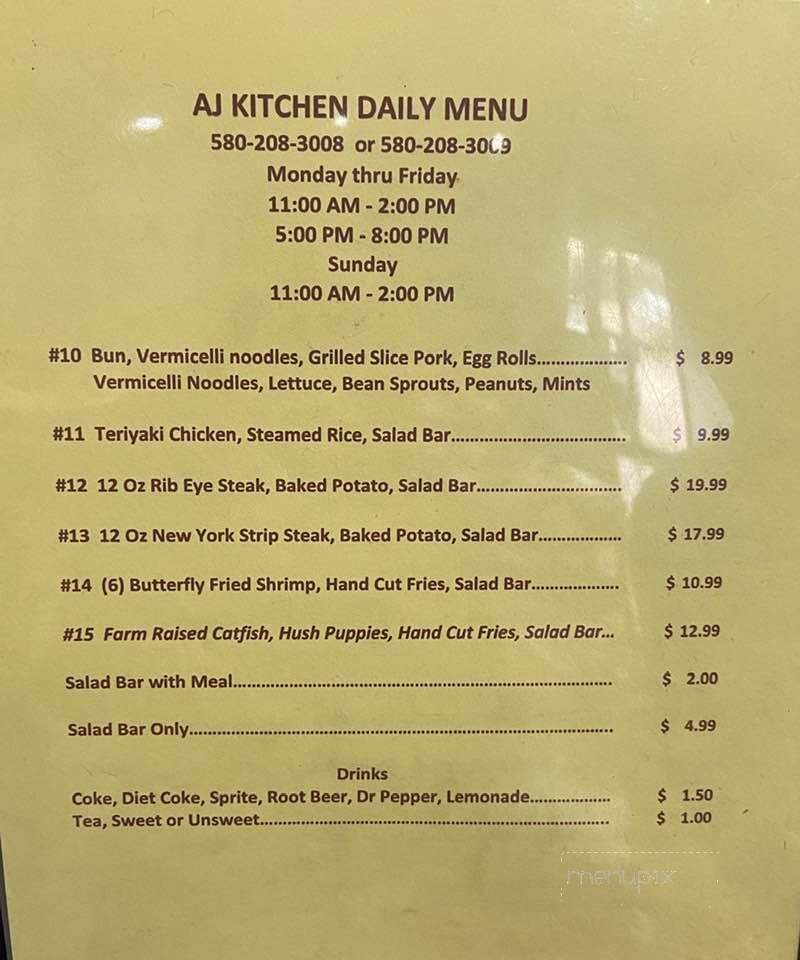 AJ KITCHEN DAILY MENU
580-208-3008 or 580-208-3009
Monday thru Friday
11:00 AM - 2:00 PM
5:00 PM - 8:00 PM
Sunday
11:00 AM - 2:00 PM
#10 Bun, Vermicelli noodles, Grilled Slice Pork, Egg Rolls................... $ 8.99
Vermicelli Noodles, Lettuce, Bean Sprouts, Peanuts, Mints
#11 Teriyaki Chicken, Steamed Rice, Salad Bar..................................... $ 9.99
#12 12 Oz Rib Eye Steak, Baked Potato, Salad Bar............................... $ 19.99
#13 12 Oz New York Strip Steak, Baked Potato, Salad Bar.................. $ 17.99
#14 (6) Butterfly Fried Shrimp, Hand Cut Fries, Salad Bar................... $ 10.99
#15 Farm Raised Catfish, Hush Puppies, Hand Cut Fries, Salad Bar... $ 12.99
Salad Bar with Meal................................................................................. $ 2.00
Salad Bar Only........................................................................................... $ 4.99
Drinks
Coke, Diet Coke, Sprite, Root Beer, Dr Pepper, Lemonade................. $ 1.50
Tea, Sweet or Unsweet........................................................................... $ 1.00
menupix